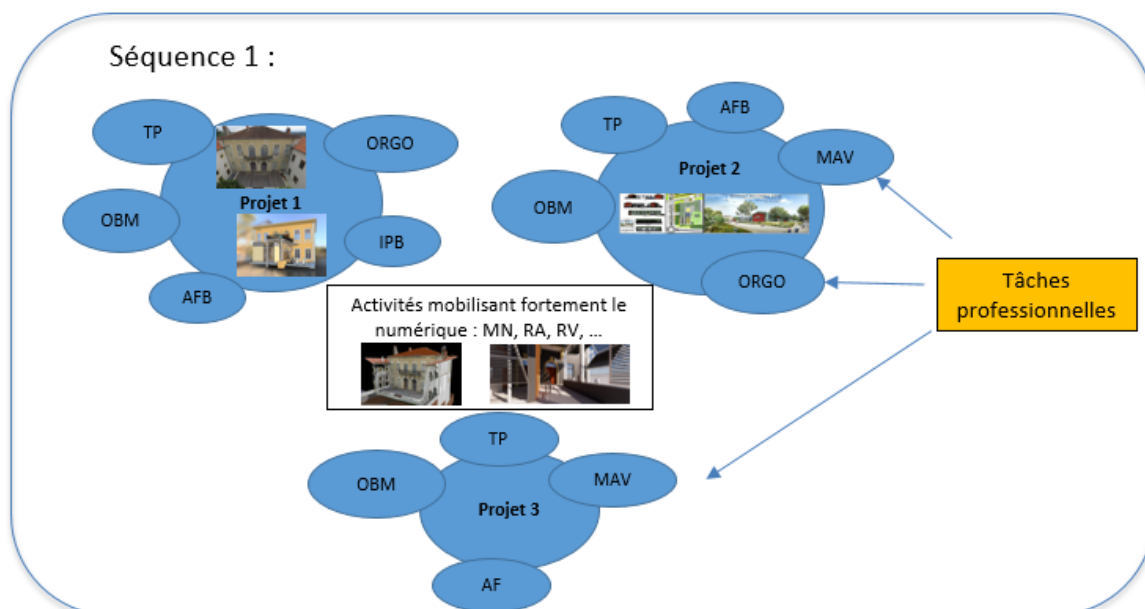 Séquence 1 :
TP
ORGO
OBM
Projet 1
IPB
AFB
AFB
TP
MAV
Projet 2
OBM
ORGO
Tâches
professionnelles
Activités mobilisant fortement le
numérique : MN, RA, RV, …
TP
OBM
MAV
Projet 3
AF